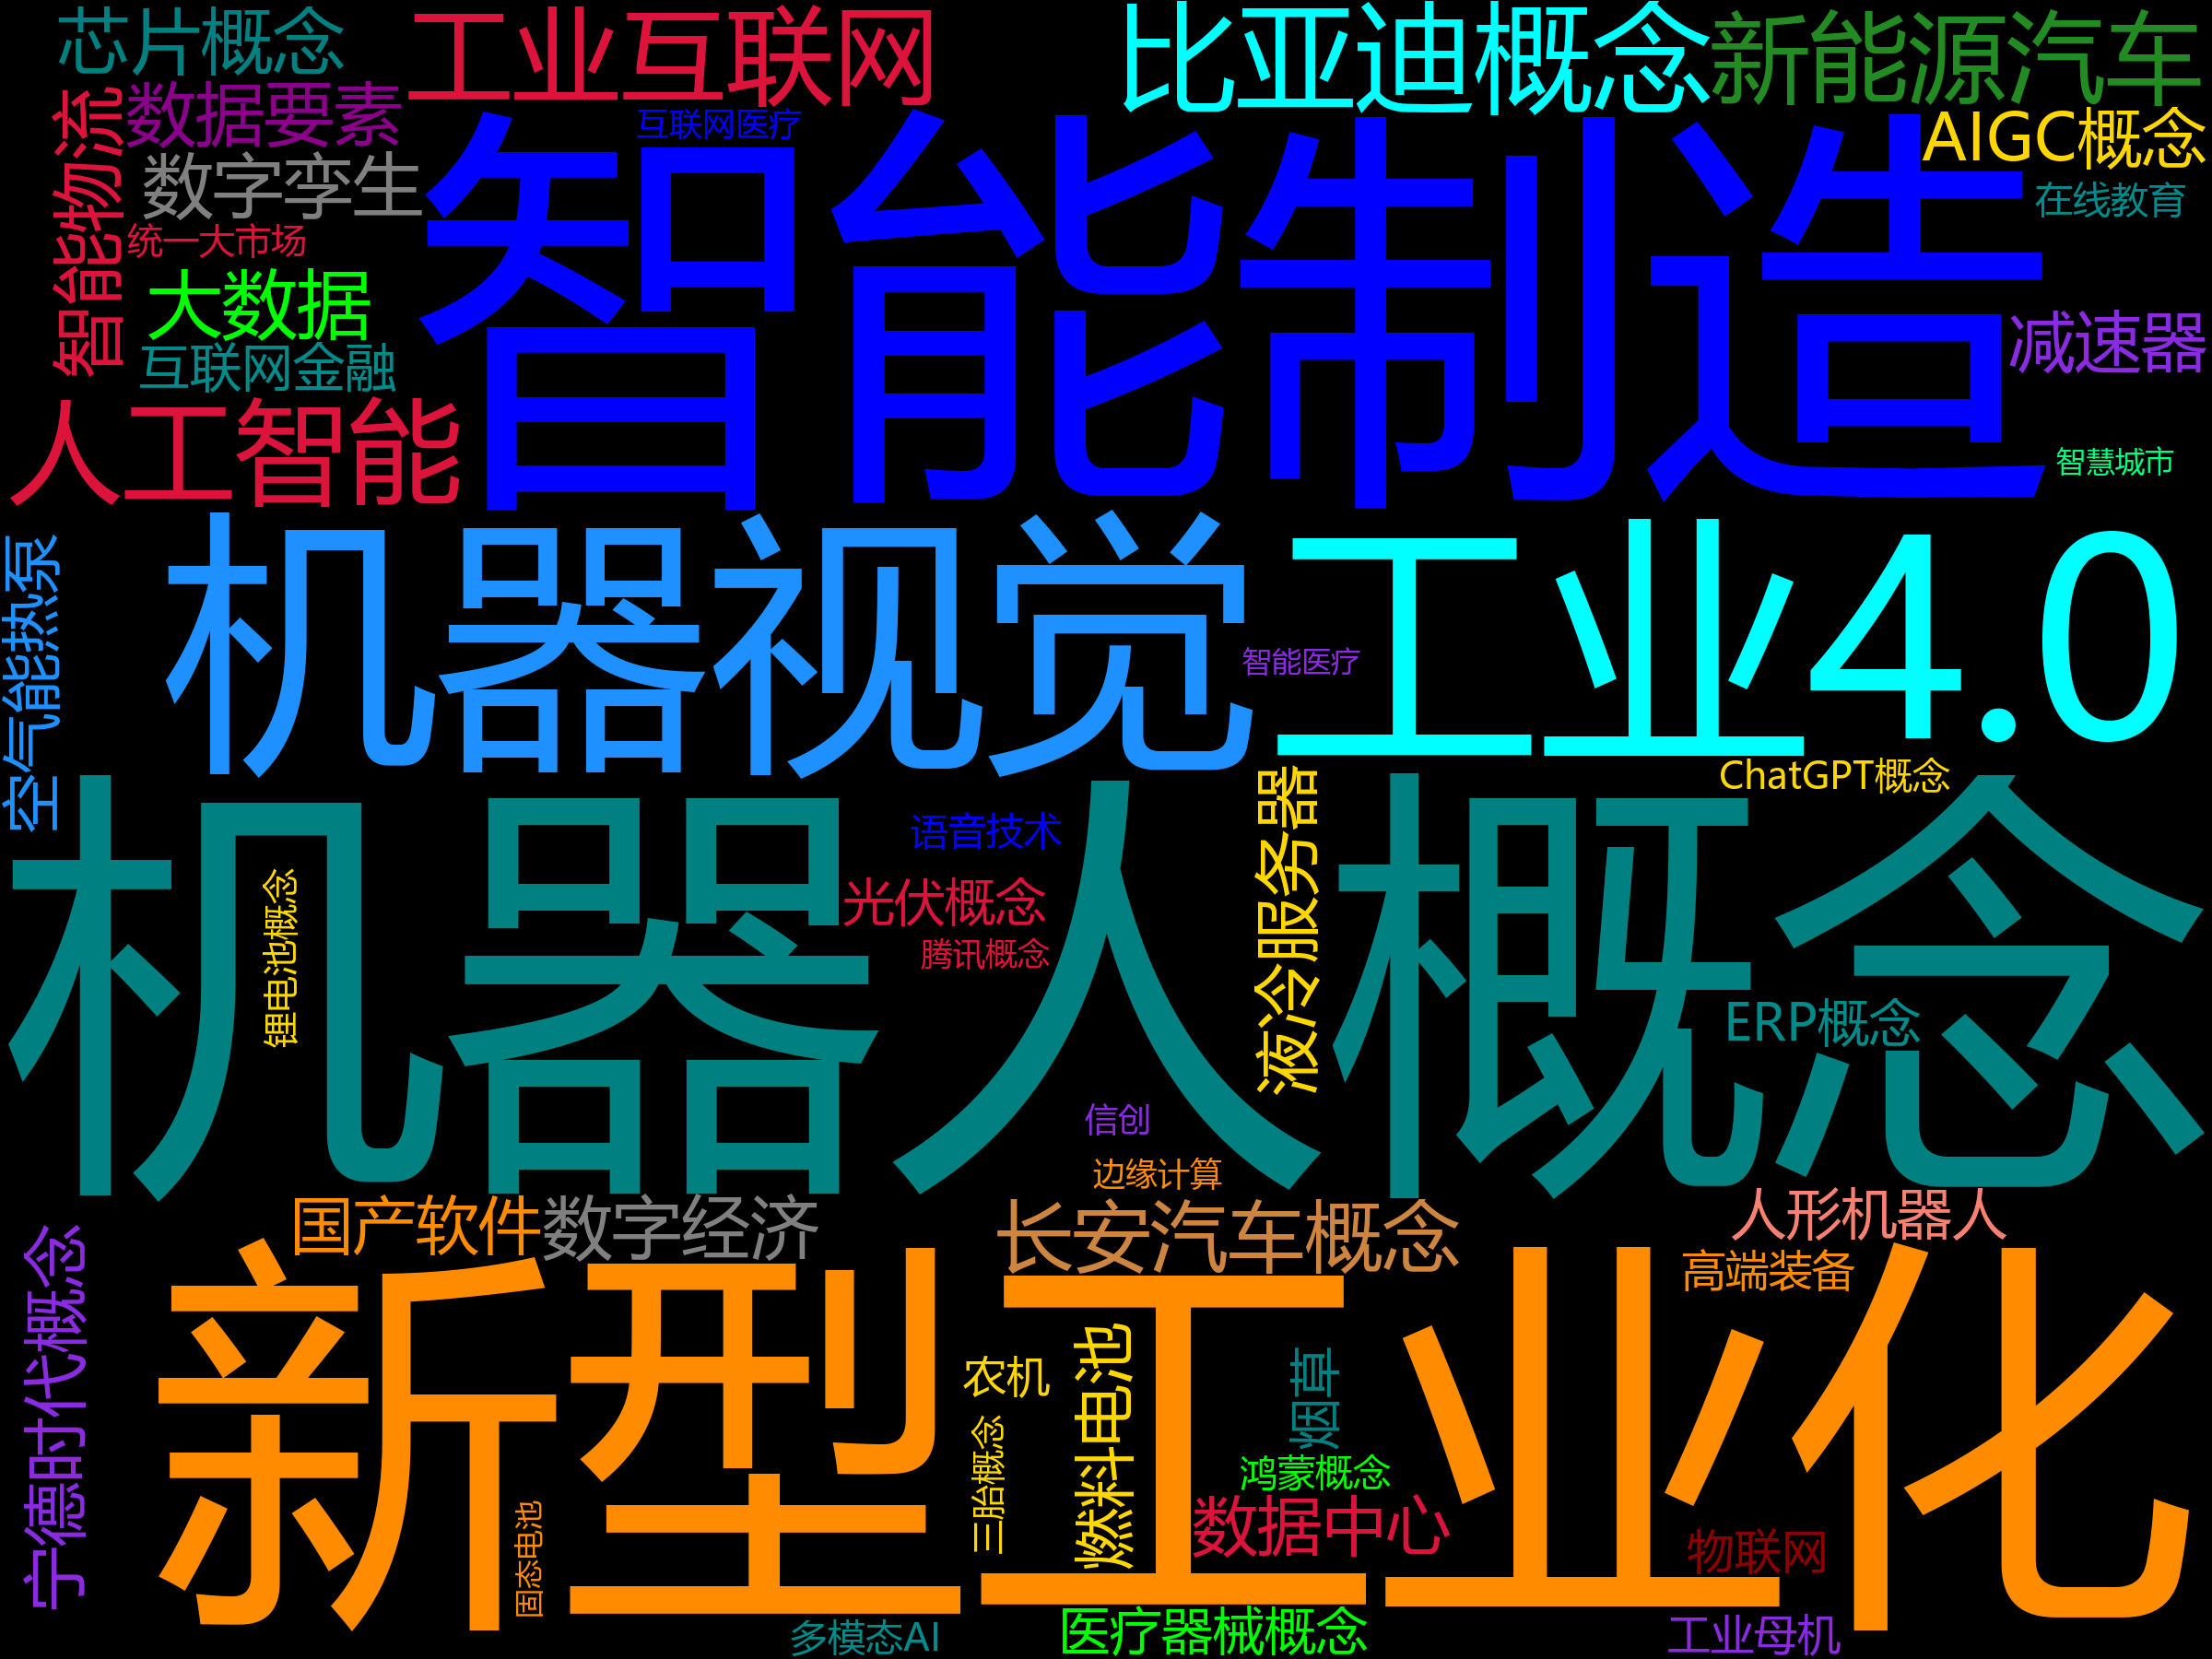 芯片概念
工业互联网
比亚迪概念
新能源汽车
数据要素
智能物流
互联网医疗
AIGC概念
数字孪生
智能制造
在线教育
统一大市场
大数据
互联网金融
减速器
人工智能
智慧城市
空气能热泵
机器视觉
工业4.0
智能医疗
ChatGPT概念
液冷服务器
语音技术
机器人概念
锂电池概念
光伏概念
腾讯概念
ERP概念
信创
边缘计算
国产软件
数字经济
长安汽车概念
人形机器人
宁德时代概念
高端装备
新型工业化
农机
燃料电池
烟草
三胎概念
鸿蒙概念
数据中心
固态电池
物联网
多模态AI
医疗器械概念
工业母机